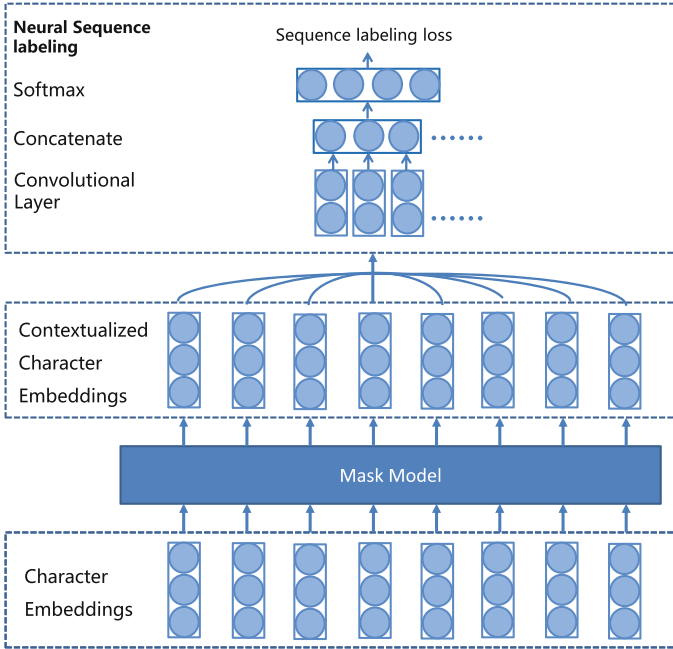 Neural Sequence
labeling
Sequence labeling loss
Softmax
Concatenate
Convolutional
Layer
Contextualized
Character
Embeddings
Mask Model
Character
Embeddings